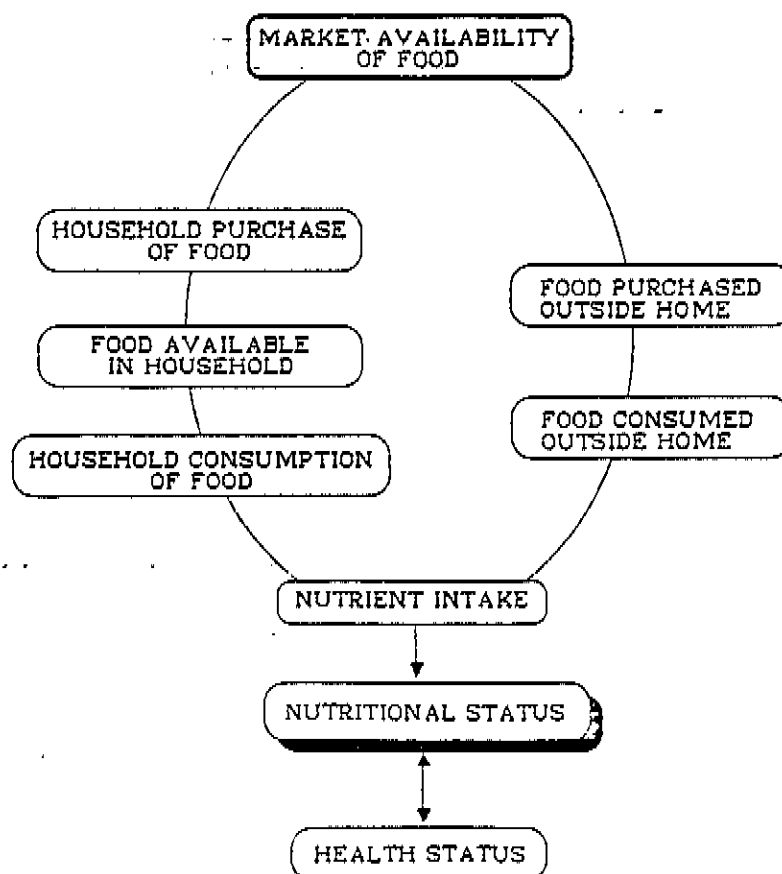 MARKET AVAILABILITY
OF FOOD
HOUSEHOLD PURCHASE
OF FOOD
FOOD PURCHASED
OUTSIDE HOME
FOOD AVAILABLE
IN HOUSEHOLD
FOOD CONSUMED
OUTSIDE HOME
HOUSEHOLD CONSUMPTION
OF FOOD
NUTRIENT INTAKE
NUTRITIONAL STATUS
HEALTH STATUS